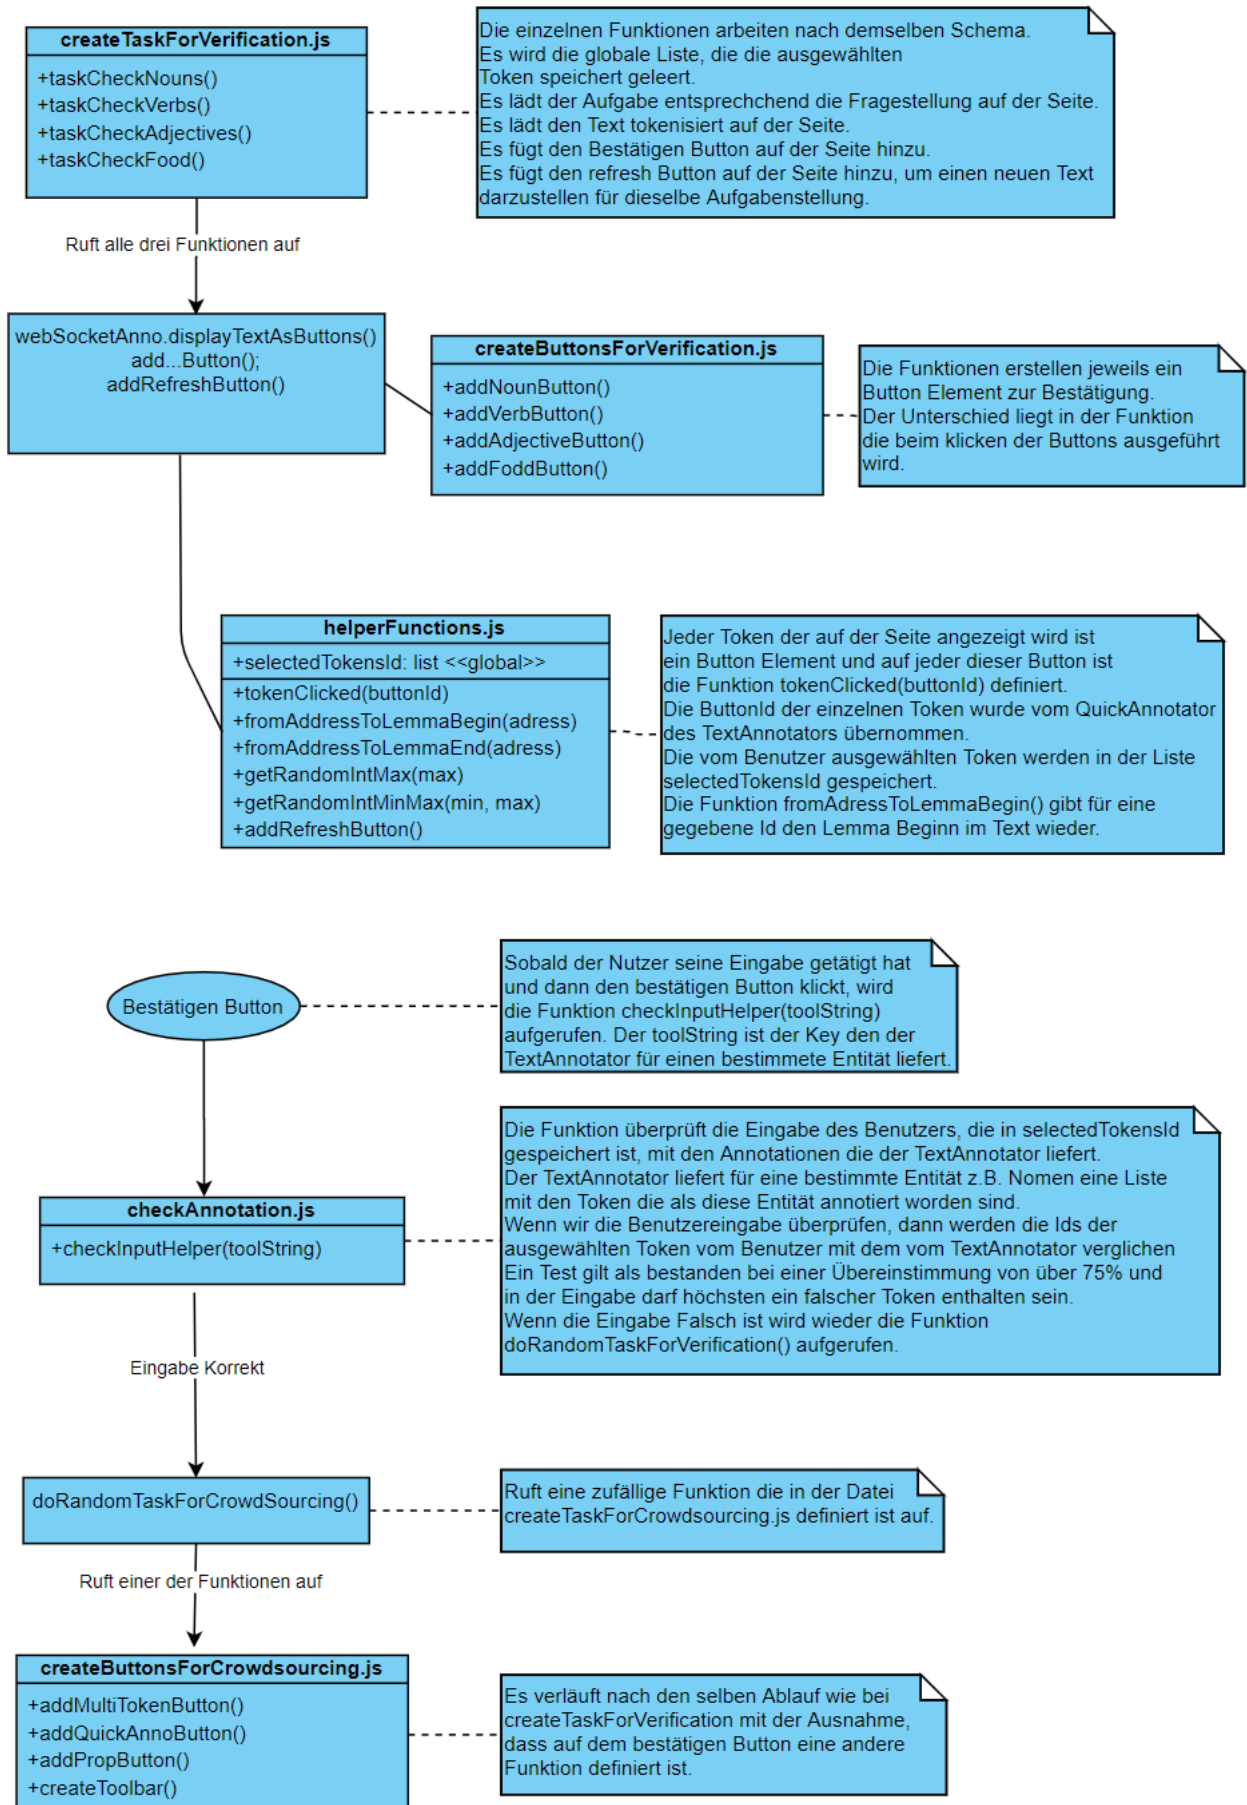 createTaskForVerification.js
+taskCheckNouns()
+taskCheckVerbs()
+taskCheckAdjectives()
+taskCheckFood()
Die einzelnen Funktionen arbeiten nach demselben Schema.
Es wird die globale Liste, die die ausgewählten
Token speichert geleert.
Es lädt der Aufgabe entsprechchend die Fragestellung auf der Seite.
Es lädt den Text tokenisiert auf der Seite.
Es fügt den Bestätigen Button auf der Seite hinzu.
Es fügt den refresh Button auf der Seite hinzu, um einen neuen Text
darzustellen für dieselbe Aufgabenstellung.
Ruft alle drei Funktionen auf
webSocketAnno.displayTextAsButtons()
add...Button();
addRefreshButton()
createButtonsForVerification.js
+addNounButton()
+addVerbButton()
+addAdjectiveButton()
+addFoddButton()
Die Funktionen erstellen jeweils ein
Button Element zur Bestätigung.
Der Unterschied liegt in der Funktion
die beim klicken der Buttons ausgeführt
wird.
helperFunctions.js
+selectedTokensId: list <<global>>
+tokenClicked(buttonId)
+fromAddressToLemmaBegin(adress)
+fromAddressToLemmaEnd(adress)
+getRandomIntMax(max)
+getRandomIntMinMax(min, max)
+addRefreshButton()
Jeder Token der auf der Seite angezeigt wird ist
ein Button Element und auf jeder dieser Button ist
die Funktion tokenClicked(buttonId) definiert.
Die ButtonId der einzelnen Token wurde vom QuickAnnotator
des TextAnnotators übernommen.
Die vom Benutzer ausgewählten Token werden in der Liste
selectedTokensId gespeichert.
Die Funktion fromAdressToLemmaBegin() gibt für eine
gegebene Id den Lemma Beginn im Text wieder.
Bestätigen Button
Sobald der Nutzer seine Eingabe getätigt hat
und dann den bestätigen Button klickt, wird
die Funktion checkInputHelper(toolString)
aufgerufen. Der toolString ist der Key den der
TextAnnotator für einen bestimmete Entität liefert.
checkAnnotation.js
+checkInputHelper(toolString)
Die Funktion überprüft die Eingabe des Benutzers, die in selectedTokensId
gespeichert ist, mit den Annotationen die der TextAnnotator liefert.
Der TextAnnotator liefert für eine bestimmte Entität z.B. Nomen eine Liste
mit den Token die als diese Entität annotiert worden sind.
Wenn wir die Benutzereingabe überprüfen, dann werden die Ids der
ausgewählten Token vom Benutzer mit dem vom TextAnnotator verglichen
Ein Test gilt als bestanden bei einer Übereinstimmung von über 75% und
in der Eingabe darf höchsten ein falscher Token enthalten sein.
Wenn die Eingabe Falsch ist wird wieder die Funktion
doRandomTaskForVerification() aufgerufen.
Eingabe Korrekt
doRandomTaskForCrowdSourcing()
Ruft eine zufällige Funktion die in der Datei
createTaskForCrowdsourcing.js definiert ist auf.
Ruft einer der Funktionen auf
createButtonsForCrowdsourcing.js
+addMultiTokenButton()
+addQuickAnnoButton()
+addPropButton()
+createToolbar()
Es verläuft nach den selben Ablauf wie bei
createTaskForVerification mit der Ausnahme,
dass auf dem bestätigen Button eine andere
Funktion definiert ist.